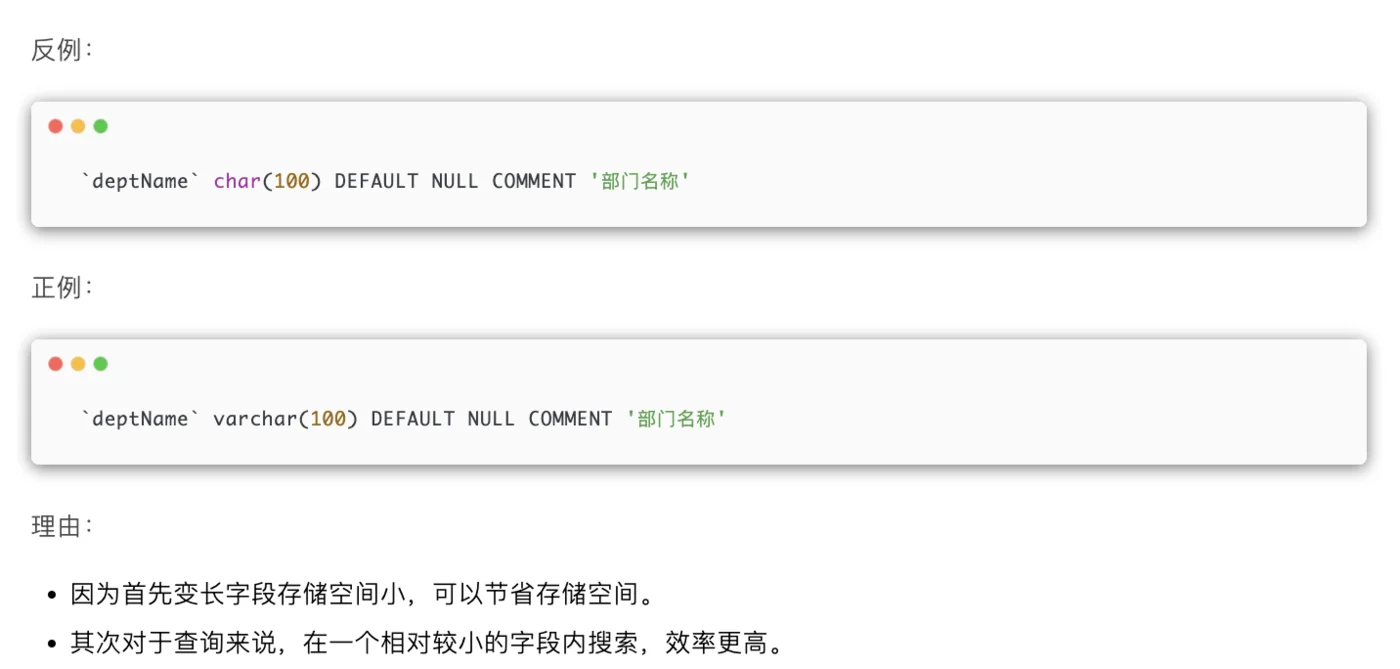 反例：
`deptName` char(100) DEFAULT NULL COMMENT '部门名称'
正例：
`deptName` varchar(100) DEFAULT NULL COMMENT '部门名称'
理由：
• 因为首先变长字段存储空间小，可以节省存储空间。
• 其次对于查询来说，在一个相对较小的字段内搜索，效率更高。